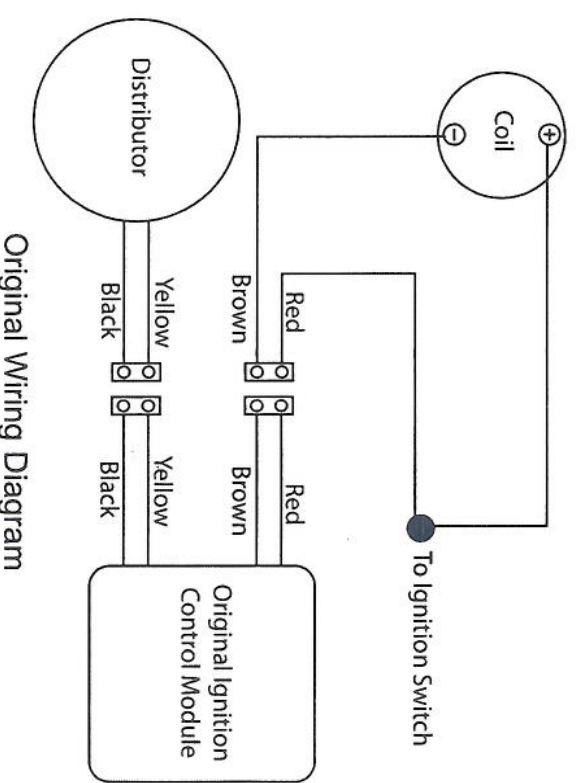 Coil
+
−
To Ignition Switch
Red
Red
Brown
Brown
Original Ignition
Control Module
Distributor
Yellow
Yellow
Black
Black
Original Wiring Diagram